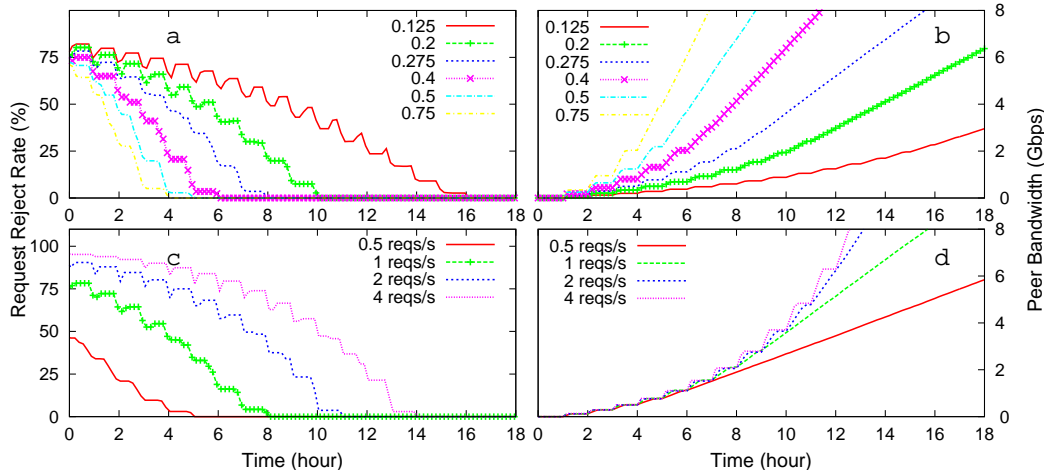 a
0.125
0.2
0.275
0.4
0.5
0.75
75
50
25
0
0 2 4 6 8 10 12 14 16 18
b
0.125
0.2
0.275
0.4
0.5
0.75
8
6
4
2
0
0 2 4 6 8 10 12 14 16 18
Request Reject Rate (%)
Peer Bandwidth (Gbps)
c
0.5 reqs/s
1 reqs/s
2 reqs/s
4 reqs/s
100
75
50
25
0
0 2 4 6 8 10 12 14 16 18
Time (hour)
d
0.5 reqs/s
1 reqs/s
2 reqs/s
4 reqs/s
8
6
4
2
0
0 2 4 6 8 10 12 14 16 18
Time (hour)